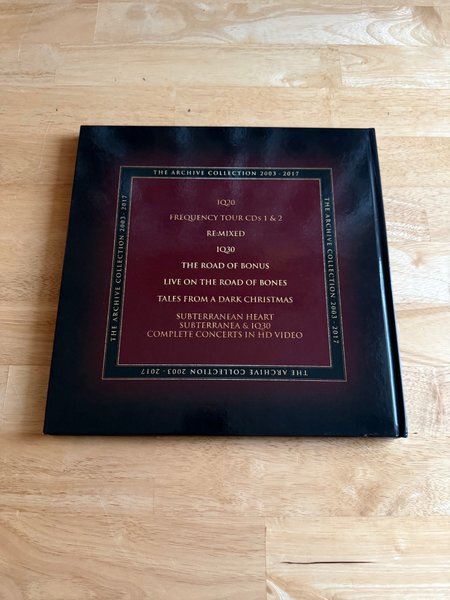 THE ARCHIVE COLLECTION 2003 - 2017
THE ARCHIVE COLLECTION 2003 - 2017
IQ20
FREQUENCY TOUR CDs 1 & 2
RE:MIXED
IQ30
THE ROAD OF BONUS
LIVE ON THE ROAD OF BONES
TALES FROM A DARK CHRISTMAS
SUBTERRANEAN HEART
SUBTERRANEA & IQ30
COMPLETE CONCERTS IN HD VIDEO
THE ARCHIVE COLLECTION 2003 - 2017
THE ARCHIVE COLLECTION 2003 - 2017